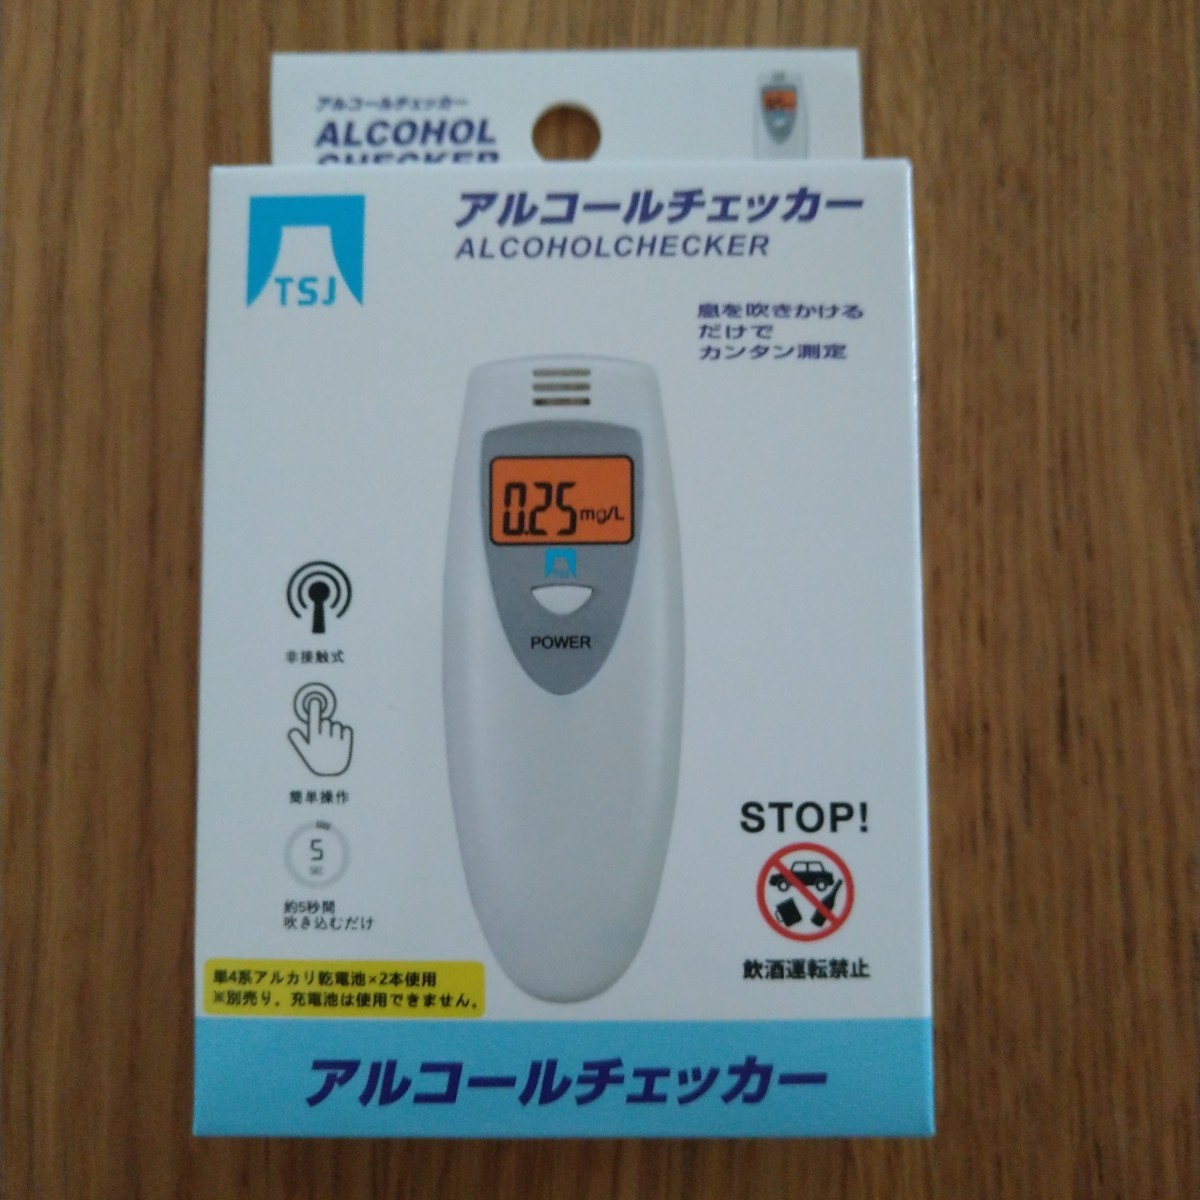 アルコールチェッカー
ALCOHOL
CHECKER
TSJ
アルコールチェッカー
ALCOHOLCHECKER
息を吹きかける
だけで
カンタン測定
0.25mg/L
TSJ
POWER
非接触式
簡単操作
5
SEC
約5秒間
吹き込むだけ
STOP!
飲酒運転禁止
単4系アルカリ乾電池×2本使用
※別売り。充電池は使用できません。
アルコールチェッカー